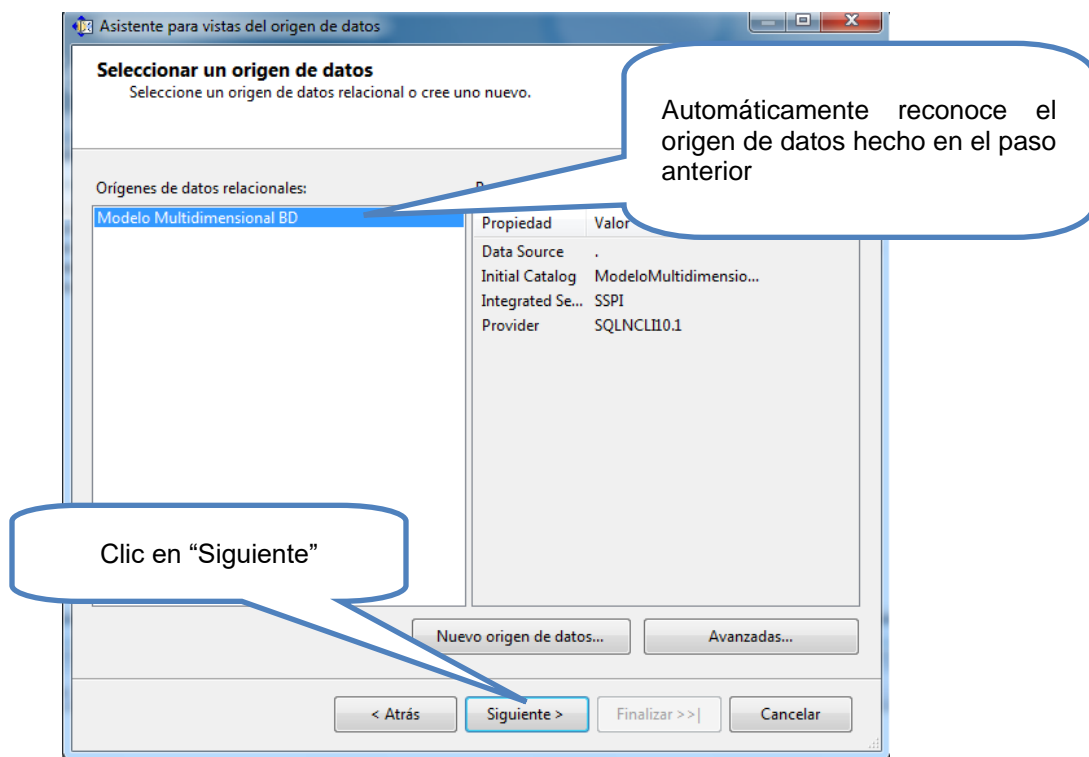 Asistente para vistas del origen de datos
Seleccionar un origen de datos
Seleccione un origen de datos relacional o cree uno nuevo.
Automáticamente reconoce el
origen de datos hecho en el paso
anterior
Orígenes de datos relacionales:
Modelo Multidimensional BD
Propiedad Valor
Data Source .
Initial Catalog ModeloMultidimensio...
Integrated Se... SSPI
Provider SQLNCLI10.1
Clic en “Siguiente”
Nuevo origen de datos... Avanzadas...
< Atrás Siguiente > Finalizar >>| Cancelar